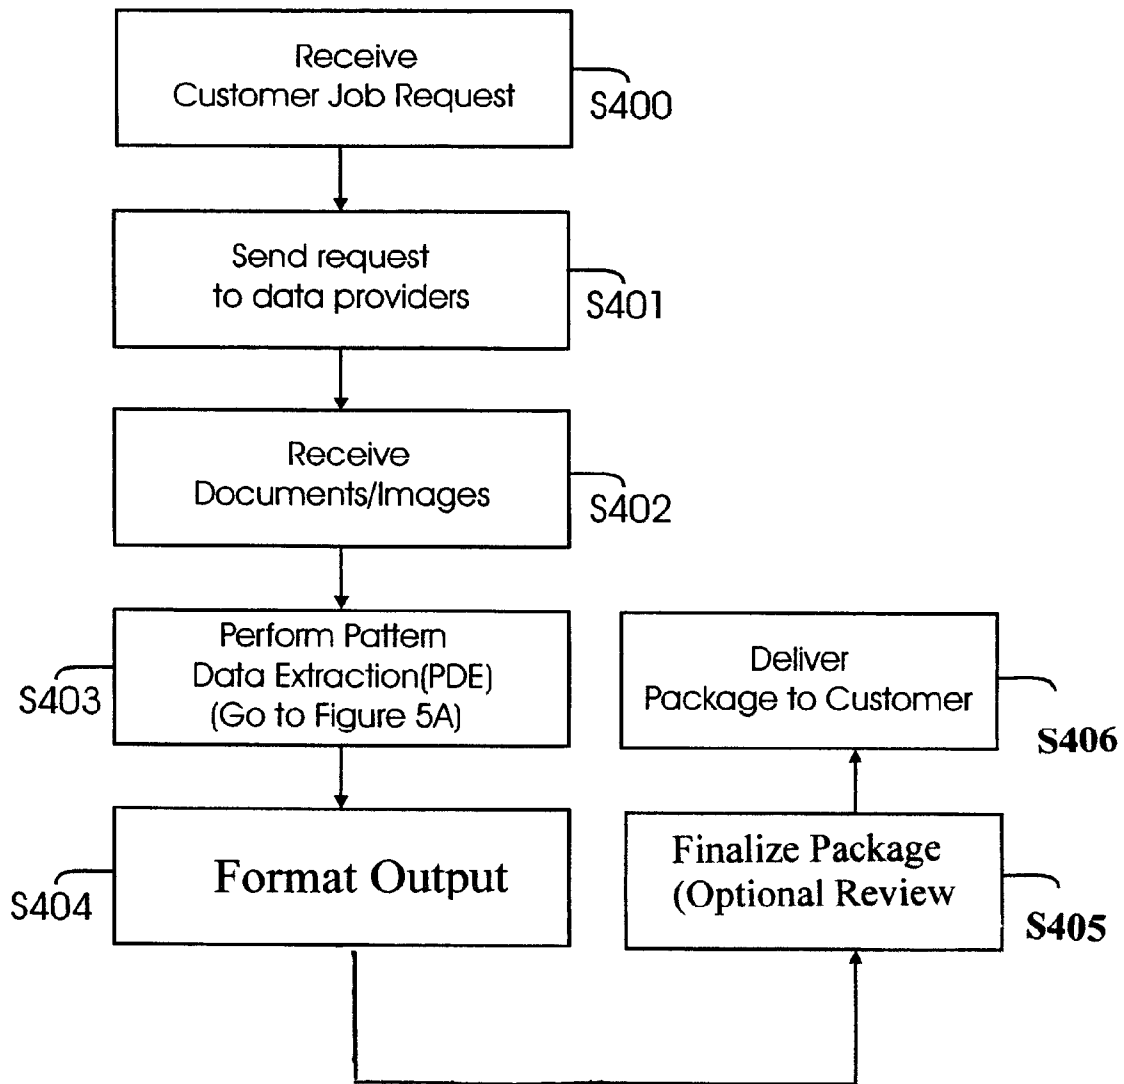 Receive
Customer Job Request
S400
Send request
to data providers
S401
Receive
Documents/Images
S402
Perform Pattern
Data Extraction(PDE)
(Go to Figure 5A)
S403
Format Output
S404
Finalize Package
(Optional Review
S405
Deliver
Package to Customer
S406